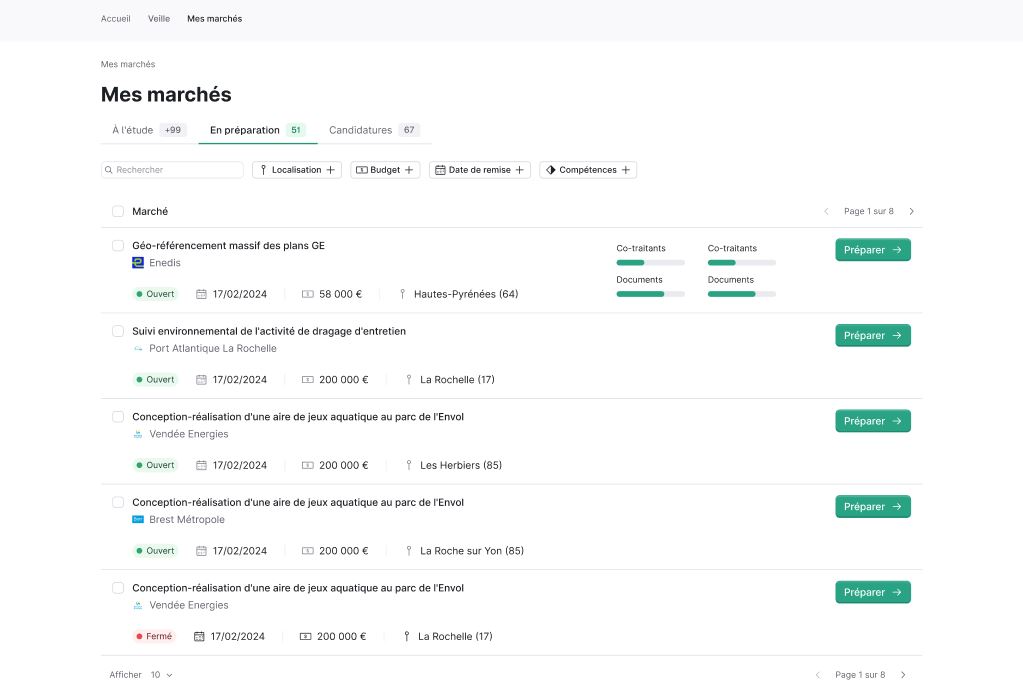 Accueil Veille Mes marchés
Mes marchés
Mes marchés
À l'étude +99 En préparation 51 Candidatures 67
Rechercher Localisation Budget Date de remise Compétences
Marché Page 1 sur 8
Géo-référencement massif des plans GE
Enedis
Co-traitants Co-traitants
Préparer
Documents Documents
Ouvert 17/02/2024 58 000 € Hautes-Pyrénées (64)
Suivi environnemental de l'activité de dragage d'entretien
Préparer
Port Atlantique La Rochelle
Ouvert 17/02/2024 200 000 € La Rochelle (17)
Conception-réalisation d'une aire de jeux aquatique au parc de l'Envol
Préparer
Vendée Energies
Ouvert 17/02/2024 200 000 € Les Herbiers (85)
Conception-réalisation d'une aire de jeux aquatique au parc de l'Envol
Préparer
Brest Métropole
Ouvert 17/02/2024 200 000 € La Roche sur Yon (85)
Conception-réalisation d'une aire de jeux aquatique au parc de l'Envol
Préparer
Vendée Energies
Fermé 17/02/2024 200 000 € La Rochelle (17)
Afficher 10 Page 1 sur 8